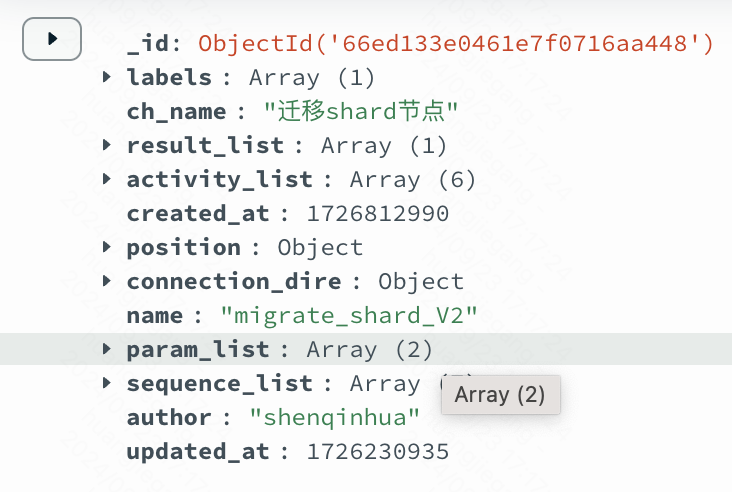 _id: ObjectId('66ed133e0461e7f0716aa448')
labels : Array (1)
ch_name : "迁移shard节点"
result_list : Array (1)
activity_list : Array (6)
created_at : 1726812990
position : Object
connection_dire : Object
name : "migrate_shard_V2"
param_list : Array (2)
sequence_list : Array
Array (2)
author : "shenqinhua"
updated_at : 1726230935